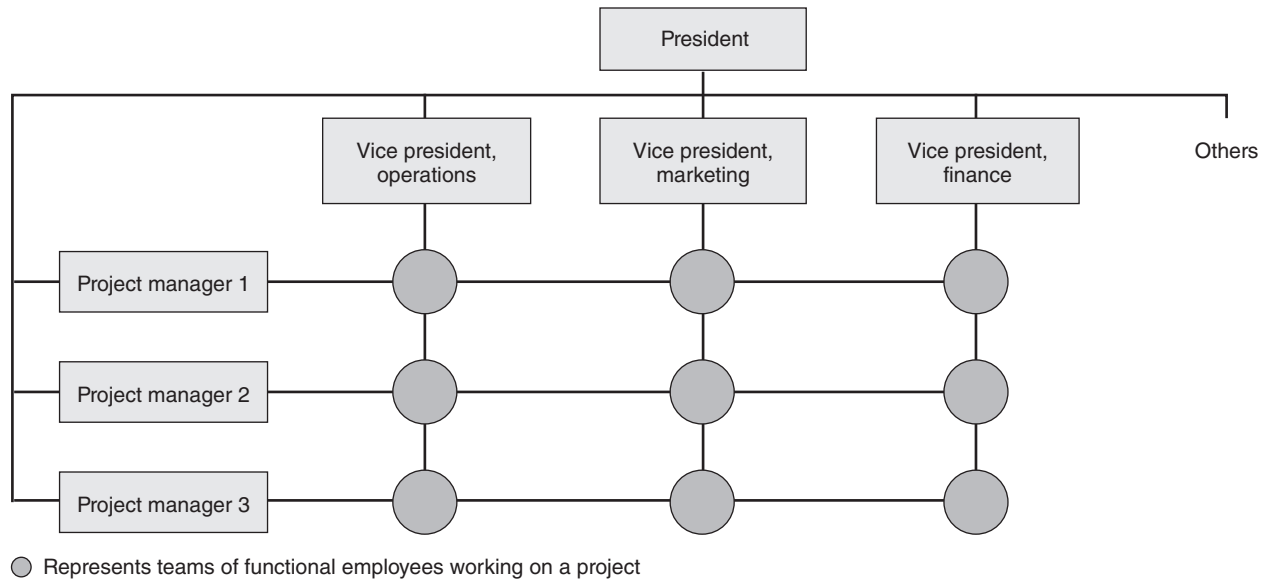 President
Vice president,
operations
Vice president,
marketing
Vice president,
finance
Others
Project manager 1
Project manager 2
Project manager 3
Represents teams of functional employees working on a project